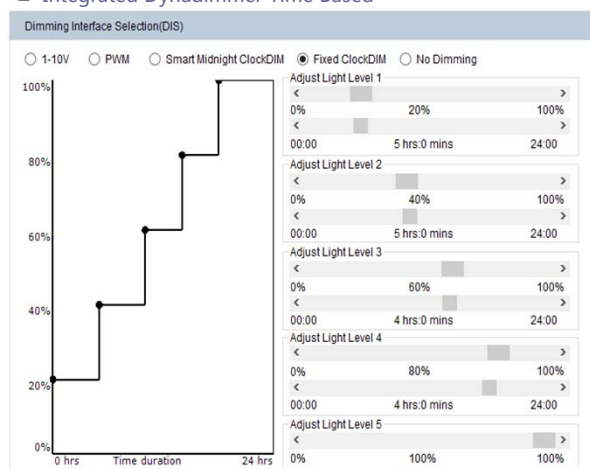 Integrated Dynadimmer Time Based
Dimming Interface Selection(DIS)
1-10V PWM Smart Midnight ClockDIM Fixed ClockDIM No Dimming
100%
80%
60%
40%
20%
0%
0 hrs Time duration 24 hrs
Adjust Light Level 1
0% 20% 100%
00:00 5 hrs:0 mins 24:00
Adjust Light Level 2
0% 40% 100%
00:00 5 hrs:0 mins 24:00
Adjust Light Level 3
0% 60% 100%
00:00 4 hrs:0 mins 24:00
Adjust Light Level 4
0% 80% 100%
00:00 4 hrs:0 mins 24:00
Adjust Light Level 5
0% 100% 100%